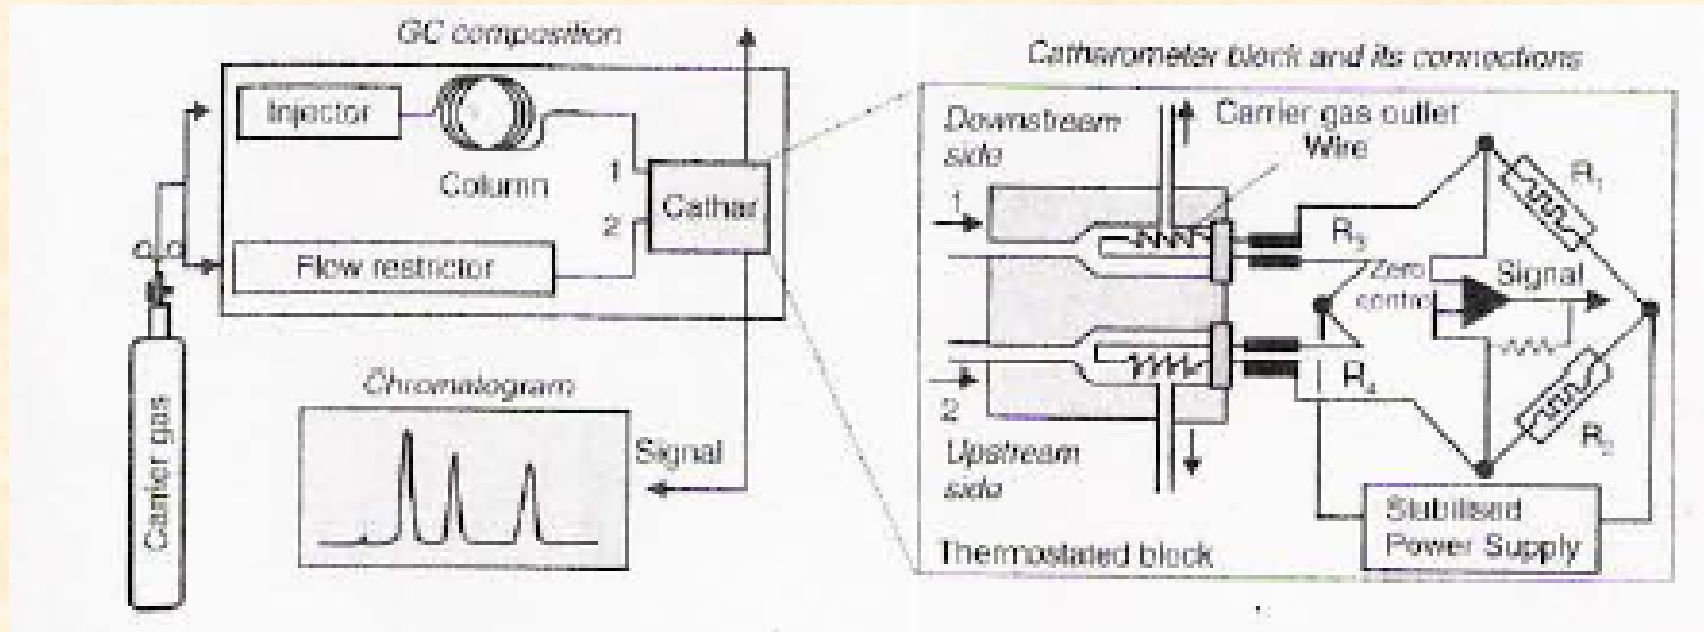 GC composition
Injector
Column
1
2
Cathar
Flow restrictor
Carrier gas
Chromatogram
Signal
Catherometer block and its connections
Downstream
side
Carrier gas outlet
Wire
1
R3
R1
Zero
control
Signal
R4
R2
2
Upstream
side
Thermostated block
Stabilised
Power Supply